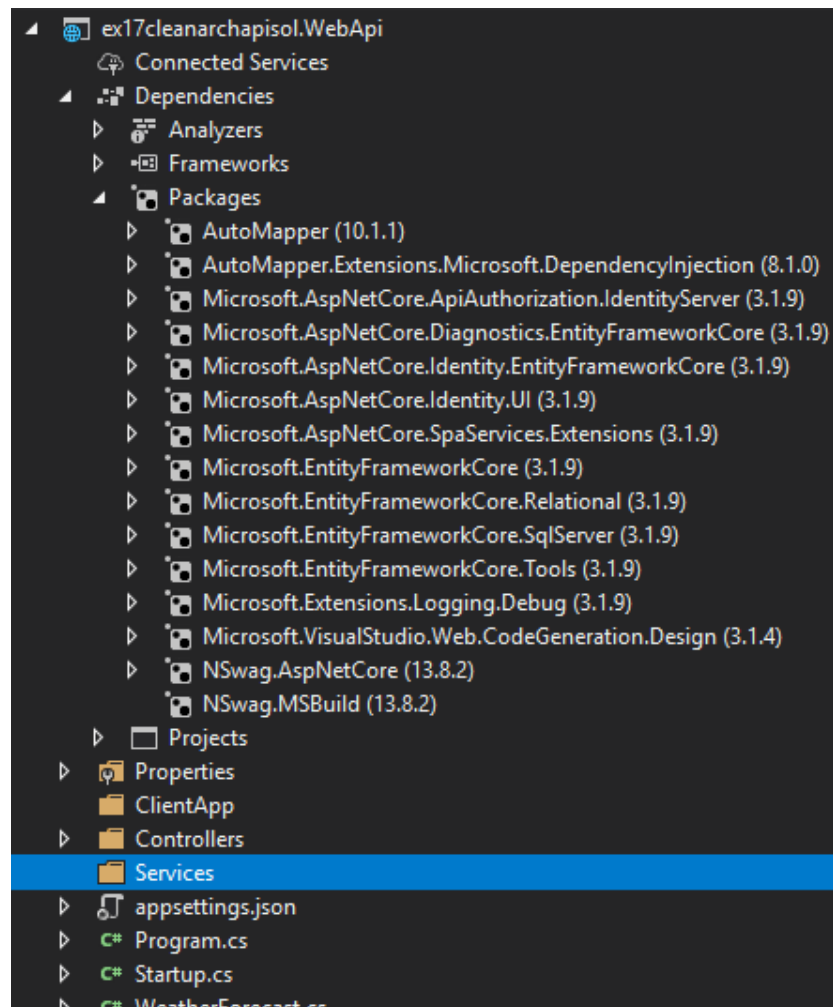 ex17cleanarchapisol.WebApi
Connected Services
Dependencies
Analyzers
Frameworks
Packages
AutoMapper (10.1.1)
AutoMapper.Extensions.Microsoft.DependencyInjection (8.1.0)
Microsoft.AspNetCore.ApiAuthorization.IdentityServer (3.1.9)
Microsoft.AspNetCore.Diagnostics.EntityFrameworkCore (3.1.9)
Microsoft.AspNetCore.Identity.EntityFrameworkCore (3.1.9)
Microsoft.AspNetCore.Identity.UI (3.1.9)
Microsoft.AspNetCore.SpaServices.Extensions (3.1.9)
Microsoft.EntityFrameworkCore (3.1.9)
Microsoft.EntityFrameworkCore.Relational (3.1.9)
Microsoft.EntityFrameworkCore.SqlServer (3.1.9)
Microsoft.EntityFrameworkCore.Tools (3.1.9)
Microsoft.Extensions.Logging.Debug (3.1.9)
Microsoft.VisualStudio.Web.CodeGeneration.Design (3.1.4)
NSwag.AspNetCore (13.8.2)
NSwag.MSBuild (13.8.2)
Projects
Properties
ClientApp
Controllers
Services
appsettings.json
C# Program.cs
C# Startup.cs
C# WeatherForecast.cs